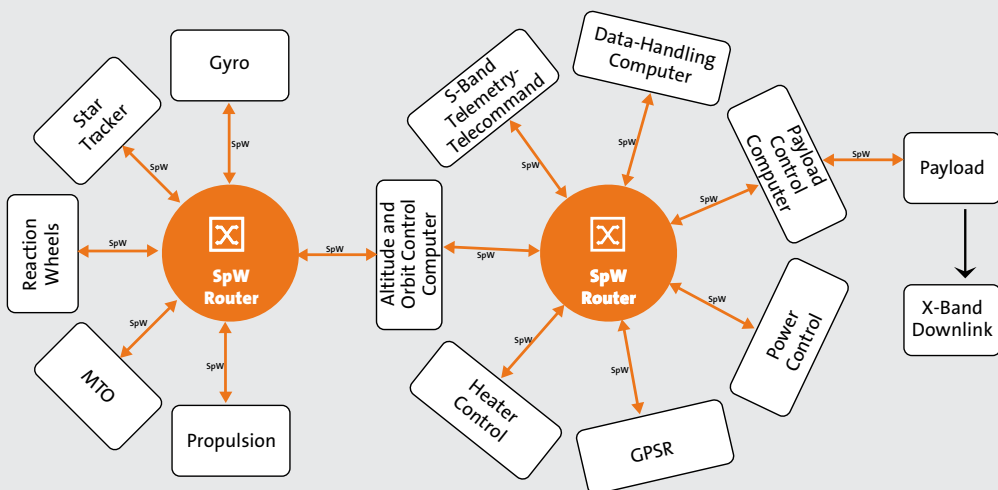 Gyro
Star
Tracker
SpW
SpW
Reaction
Wheels
SpW
SpW
Router
SpW
MTO
SpW
Propulsion
SpW
Altitude and
Orbit Control
Computer
SpW
S-Band
Telemetry-
Telecommand
SpW
Data-Handling
Computer
SpW
SpW
Router
SpW
Payload
Control
Computer
SpW
Payload
X-Band
Downlink
SpW
Power
Control
SpW
Heater
Control
SpW
GPSR